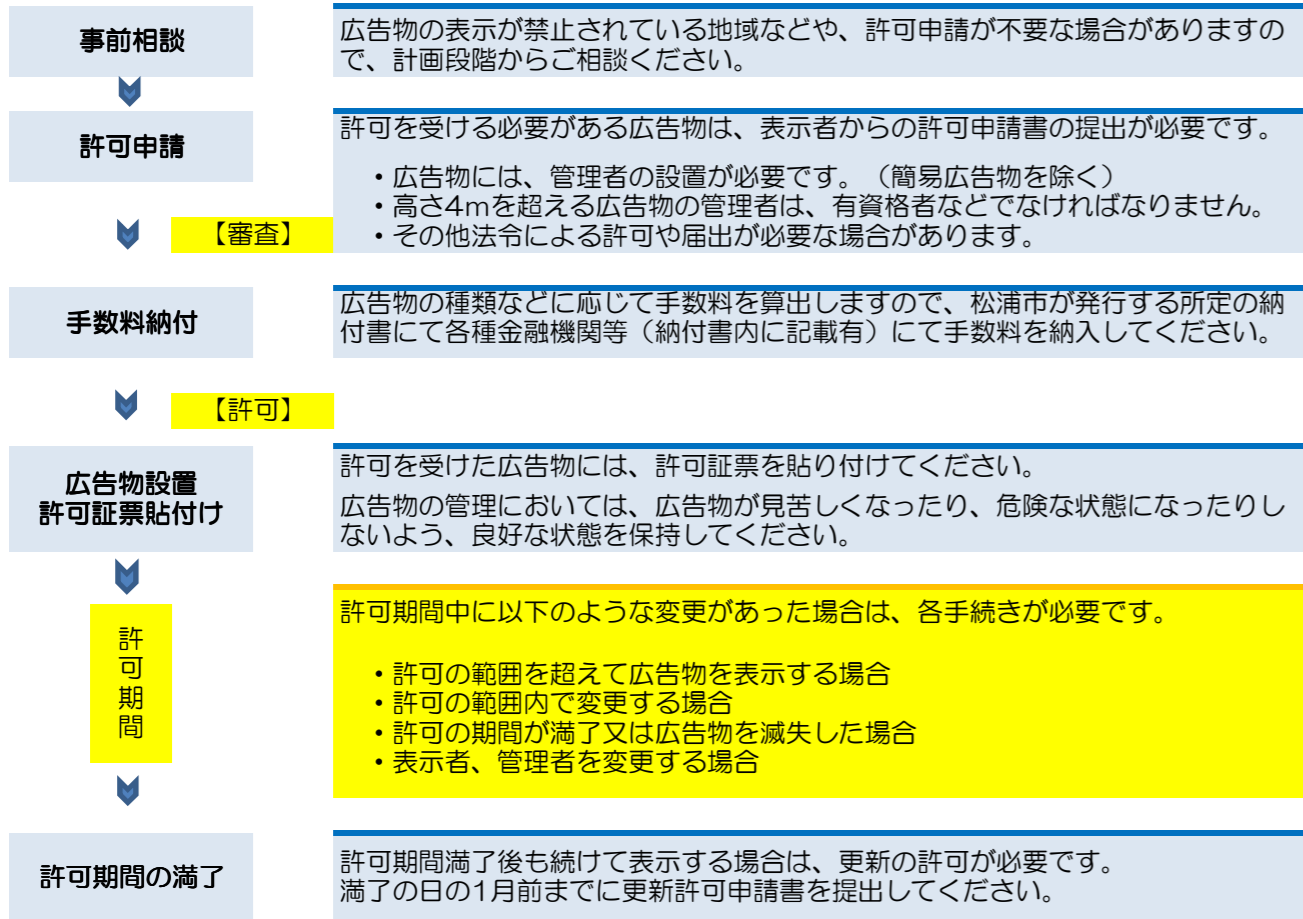 事前相談
広告物の表示が禁止されている地域などや、許可申請が不要な場合がありますの
で、計画段階からご相談ください。
許可申請
許可を受ける必要がある広告物は、表示者からの許可申請書の提出が必要です。
・広告物には、管理者の設置が必要です。（簡易広告物を除く）
・高さ4mを超える広告物の管理者は、有資格者などでなければなりません。
・その他法令による許可や届出が必要な場合があります。
【審査】
手数料納付
広告物の種類などに応じて手数料を算出しますので、松浦市が発行する所定の納
付書にて各種金融機関等（納付書内に記載有）にて手数料を納入してください。
【許可】
広告物設置
許可証票貼付け
許可を受けた広告物には、許可証票を貼り付けてください。
広告物の管理においては、広告物が見苦しくなったり、危険な状態になったりし
ないよう、良好な状態を保持してください。
許可期間
許可期間中に以下のような変更があった場合は、各手続きが必要です。
・許可の範囲を超えて広告物を表示する場合
・許可の範囲内で変更する場合
・許可の期間が満了又は広告物を滅失した場合
・表示者、管理者を変更する場合
許可期間の満了
許可期間満了後も続けて表示する場合は、更新の許可が必要です。
満了の日の1月前までに更新許可申請書を提出してください。